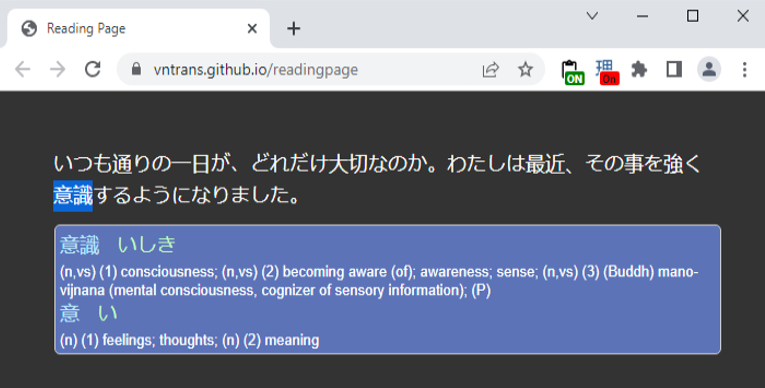 Reading Page
vntrans.github.io/readingpage
ON
理
On
いつも通りの一日が、どれだけ大切なのか。わたしは最近、その事を強く
意識するようになりました。
意識 いしき
(n,vs) (1) consciousness; (n,vs) (2) becoming aware (of); awareness; sense; (n,vs) (3) (Buddh) mano-
vijnana (mental consciousness, cognizer of sensory information); (P)
意 い
(n) (1) feelings; thoughts; (n) (2) meaning